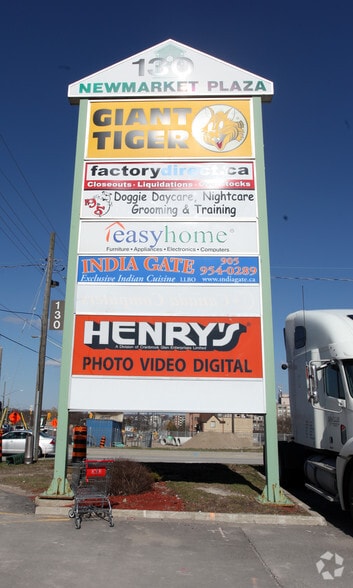 130
NEWMARKET PLAZA
GIANT
TIGER
factorydirect.ca
Closeouts - Liquidations -
Doggie Daycare, Nightcare
Grooming & Training
easyhome
Furniture • Appliances • Electronics • Computers
INDIA GATE 905
954-0289
Exclusive Indian Cuisine LLBO www.indiagate.ca
130
HENRY'S
PHOTO VIDEO DIGITAL